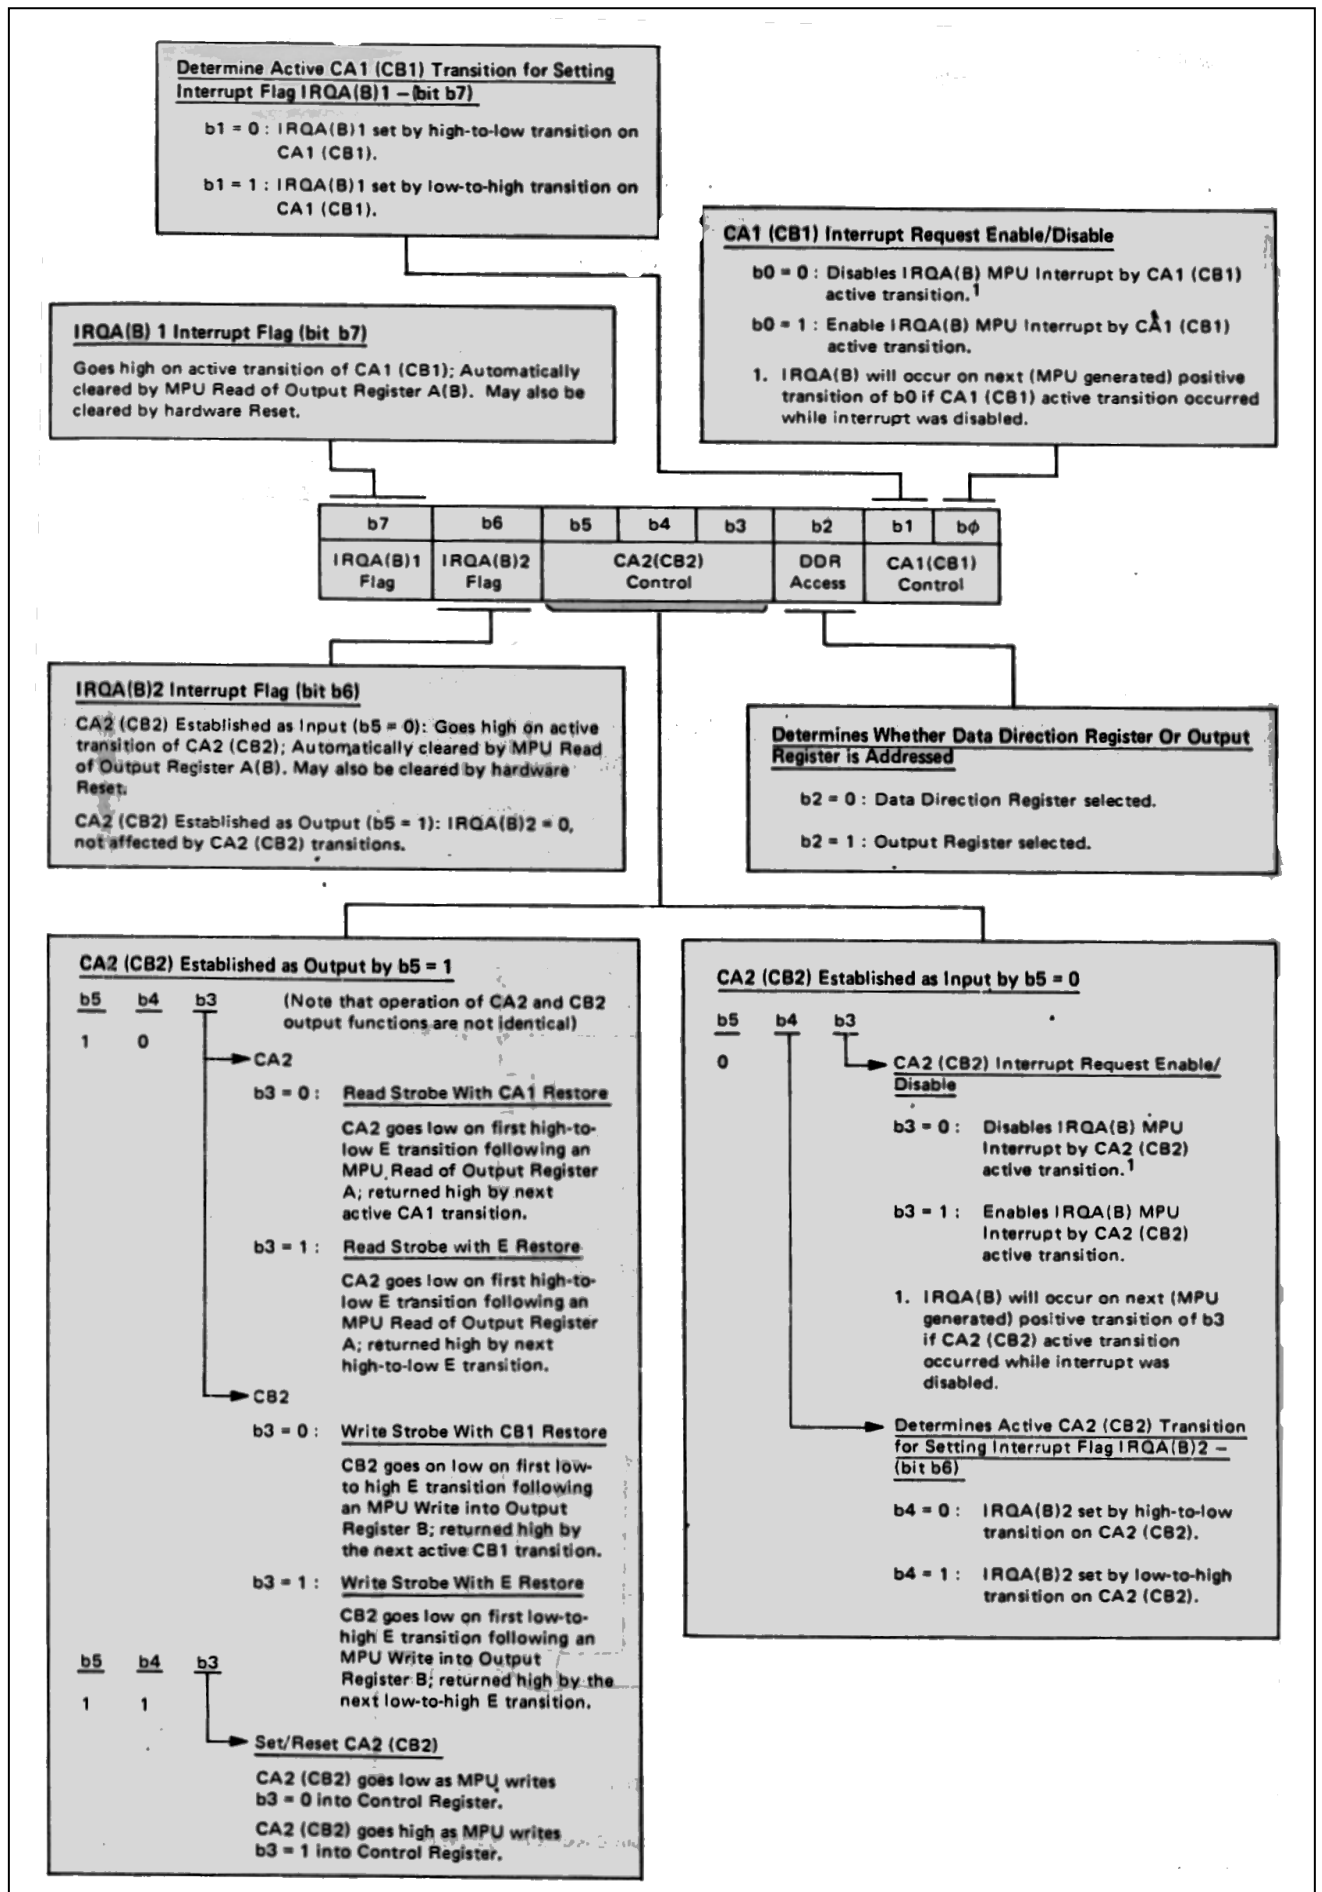 Determine Active CA1 (CB1) Transition for Setting
Interrupt Flag IRQA(B)1 – (bit b7)
b1 = 0 : IRQA(B)1 set by high-to-low transition on
CA1 (CB1).
b1 = 1 : IRQA(B)1 set by low-to-high transition on
CA1 (CB1).
CA1 (CB1) Interrupt Request Enable/Disable
b0 = 0 : Disables IRQA(B) MPU Interrupt by CA1 (CB1)
active transition.1
b0 = 1 : Enable IRQA(B) MPU Interrupt by CA1 (CB1)
active transition.
1. IRQA(B) will occur on next (MPU generated) positive
transition of b0 if CA1 (CB1) active transition occurred
while interrupt was disabled.
IRQA(B) 1 Interrupt Flag (bit b7)
Goes high on active transition of CA1 (CB1); Automatically
cleared by MPU Read of Output Register A(B). May also be
cleared by hardware Reset.
b7 b6 b5 b4 b3 b2 b1 bϕ
IRQA(B)1 IRQA(B)2 CA2(CB2) DDR CA1(CB1)
Flag Flag Control Access Control
IRQA(B)2 Interrupt Flag (bit b6)
CA2 (CB2) Established as Input (b5 = 0): Goes high on active
transition of CA2 (CB2); Automatically cleared by MPU Read
of Output Register A(B). May also be cleared by hardware
Reset.
CA2 (CB2) Established as Output (b5 = 1): IRQA(B)2 = 0,
not affected by CA2 (CB2) transitions.
Determines Whether Data Direction Register Or Output
Register is Addressed
b2 = 0 : Data Direction Register selected.
b2 = 1 : Output Register selected.
CA2 (CB2) Established as Output by b5 = 1
b5 b4 b3 (Note that operation of CA2 and CB2
output functions are not identical)
1 0
CA2
b3 = 0 : Read Strobe With CA1 Restore
CA2 goes low on first high-to-
low E transition following an
MPU Read of Output Register
A; returned high by next
active CA1 transition.
b3 = 1 : Read Strobe with E Restore
CA2 goes low on first high-to-
low E transition following an
MPU Read of Output Register
A; returned high by next
high-to-low E transition.
CB2
b3 = 0 : Write Strobe With CB1 Restore
CB2 goes on low on first low-
to high E transition following
an MPU Write into Output
Register B; returned high by
the next active CB1 transition.
b3 = 1 : Write Strobe With E Restore
CB2 goes low on first low-to-
high E transition following an
MPU Write into Output
Register B; returned high by the
next low-to-high E transition.
b5 b4 b3
1 1
Set/Reset CA2 (CB2)
CA2 (CB2) goes low as MPU writes
b3 = 0 into Control Register.
CA2 (CB2) goes high as MPU writes
b3 = 1 into Control Register.
CA2 (CB2) Established as Input by b5 = 0
b5 b4 b3
0
CA2 (CB2) Interrupt Request Enable/
Disable
b3 = 0 : Disables IRQA(B) MPU
Interrupt by CA2 (CB2)
active transition.1
b3 = 1 : Enables IRQA(B) MPU
Interrupt by CA2 (CB2)
active transition.
1. IRQA(B) will occur on next (MPU
generated) positive transition of b3
if CA2 (CB2) active transition
occurred while interrupt was
disabled.
Determines Active CA2 (CB2) Transition
for Setting Interrupt Flag IRQA(B)2 –
(bit b6)
b4 = 0 : IRQA(B)2 set by high-to-low
transition on CA2 (CB2).
b4 = 1 : IRQA(B)2 set by low-to-high
transition on CA2 (CB2).